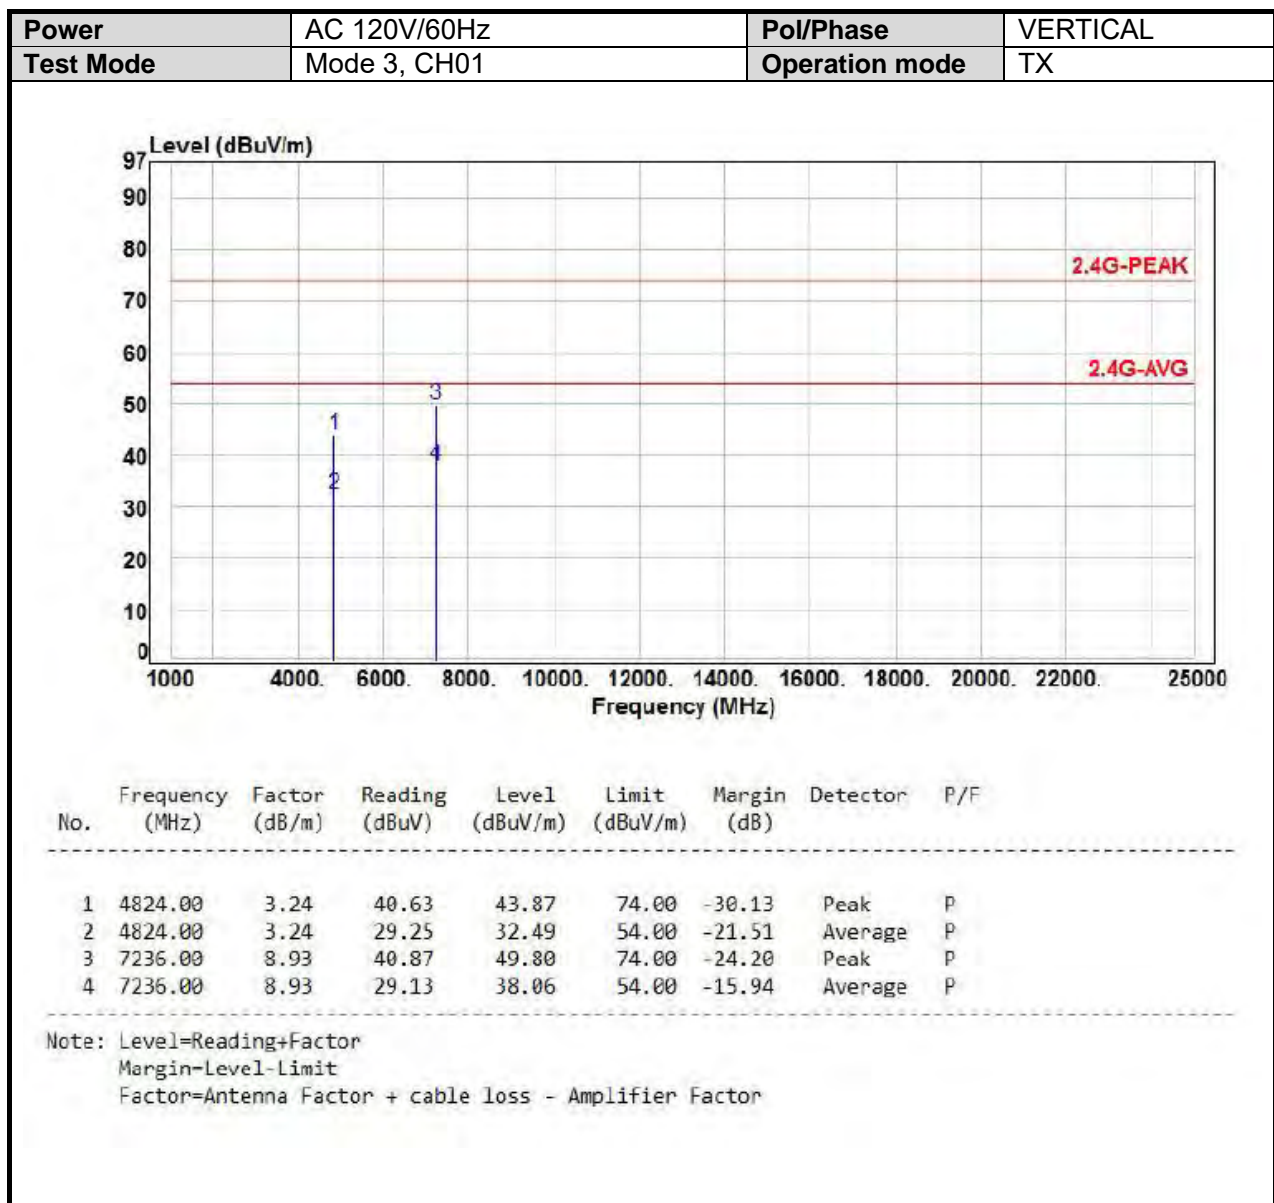 Power AC 120V/60Hz Pol/Phase VERTICAL
Test Mode Mode 3, CH01 Operation mode TX
Level (dBuV/m)
97
90
80
2.4G-PEAK
70
60
2.4G-AVG
50
3
1
40
4
2
30
20
10
0
1000 4000. 6000. 8000. 10000. 12000. 14000. 16000. 18000. 20000. 22000. 25000
Frequency (MHz)
Frequency Factor Reading Level Limit Margin Detector P/F
No. (MHz) (dB/m) (dBuV) (dBuV/m) (dBuV/m) (dB)
1 4824.00 3.24 40.63 43.87 74.00 -30.13 Peak P
2 4824.00 3.24 29.25 32.49 54.00 -21.51 Average P
3 7236.00 8.93 40.87 49.80 74.00 -24.20 Peak P
4 7236.00 8.93 29.13 38.06 54.00 -15.94 Average P
Note: Level=Reading+Factor
Margin=Level-Limit
Factor=Antenna Factor + cable loss - Amplifier Factor